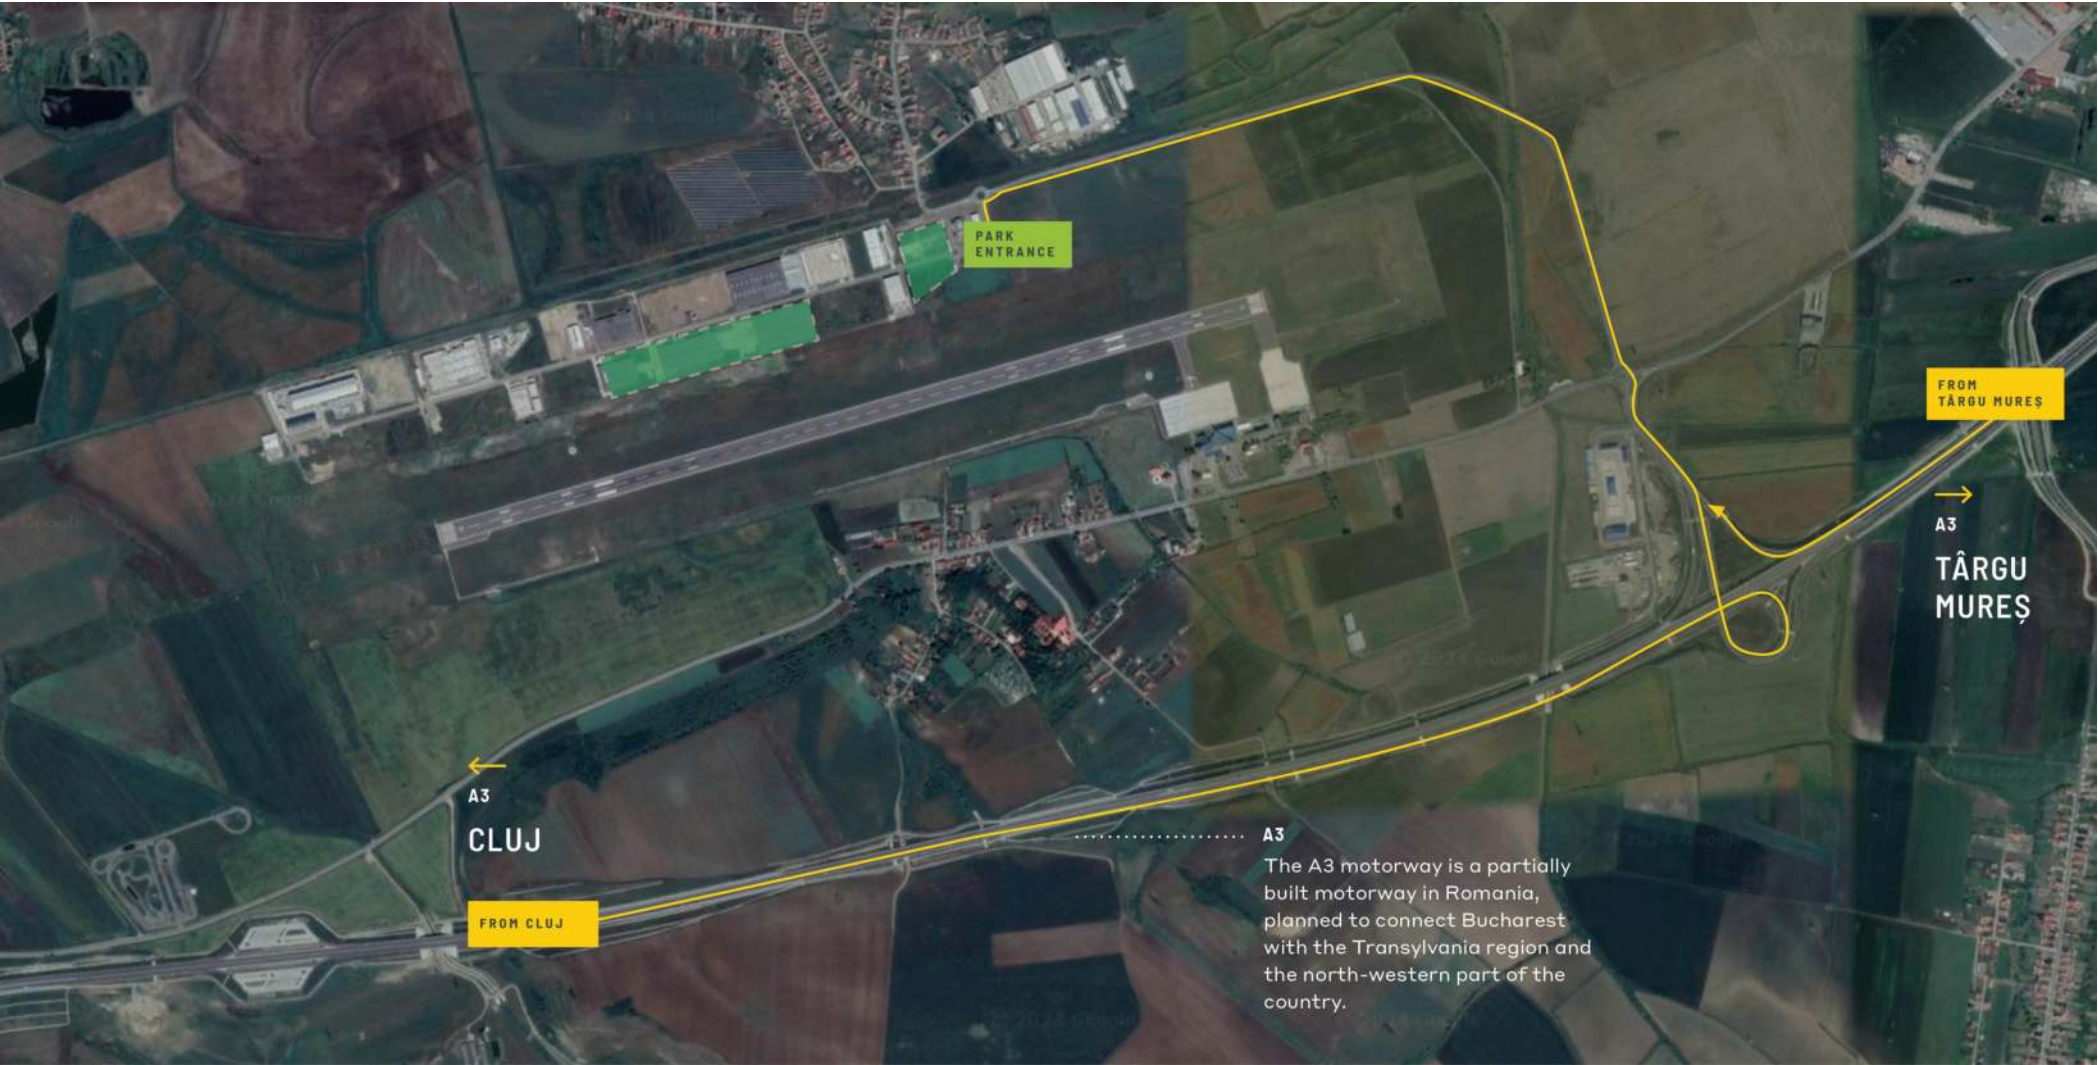 PARK
ENTRANCE
FROM
TÂRGU MUREȘ
A3
TÂRGU
MUREȘ
A3
CLUJ
FROM CLUJ
A3
The A3 motorway is a partially
built motorway in Romania,
planned to connect Bucharest
with the Transylvania region and
the north-western part of the
country.